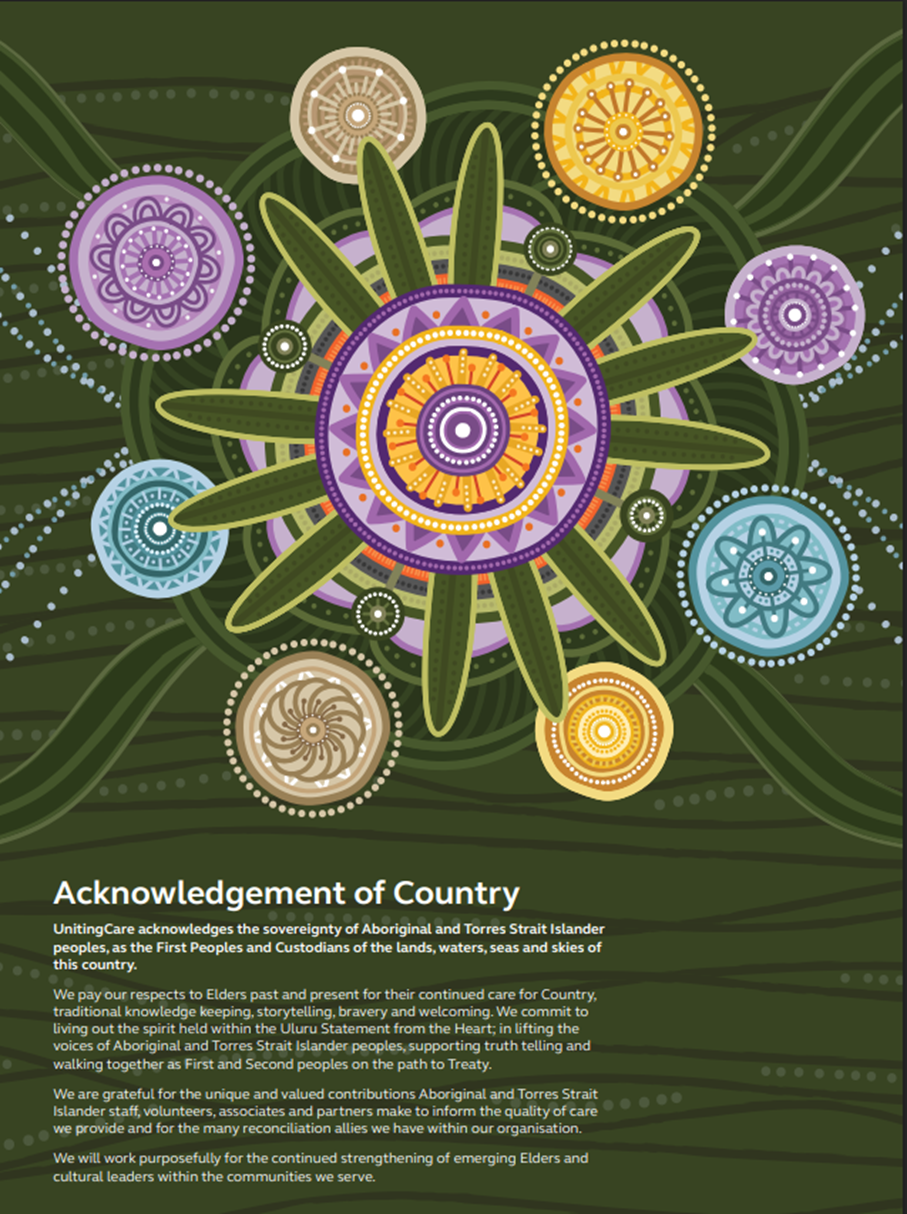 Acknowledgement of Country
UnitingCare acknowledges the sovereignty of Aboriginal and Torres Strait Islander
peoples, as the First Peoples and Custodians of the lands, waters, seas and skies of
this country.
We pay our respects to Elders past and present for their continued care for Country,
traditional knowledge keeping, storytelling, bravery and welcoming. We commit to
living out the spirit held within the Uluru Statement from the Heart; in lifting the
voices of Aboriginal and Torres Strait Islander peoples, supporting truth telling and
walking together as First and Second peoples on the path to Treaty.
We are grateful for the unique and valued contributions Aboriginal and Torres Strait
Islander staff, volunteers, associates and partners make to inform the quality of care
we provide and for the many reconciliation allies we have within our organisation.
We will work purposefully for the continued strengthening of emerging Elders and
cultural leaders within the communities we serve.